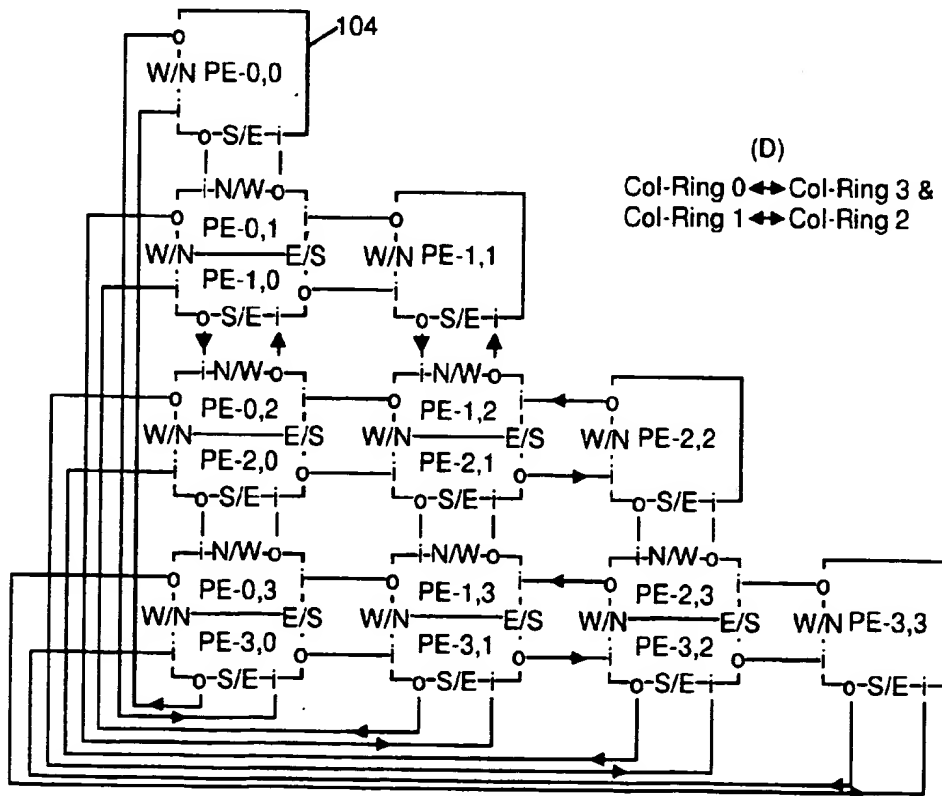 104
o
W/N PE-0,0
i
o-S/E-i
(D)
Col-Ring 0 ↔ Col-Ring 3 &
Col-Ring 1 ↔ Col-Ring 2
i-N/W-o
o PE-0,1 i o
W/N E/S W/N PE-1,1
i PE-1,0 o i
o-S/E-i o-S/E-i
i-N/W-o i-N/W-o
o PE-0,2 i o PE-1,2 i o
W/N E/S W/N E/S W/N PE-2,2
i PE-2,0 o i PE-2,1 o i
o-S/E-i o-S/E-i o-S/E-i
i-N/W-o i-N/W-o i-N/W-o
o PE-0,3 i o PE-1,3 i o PE-2,3 i o
W/N E/S W/N E/S W/N E/S W/N PE-3,3
i PE-3,0 o i PE-3,1 o i PE-3,2 o i
o-S/E-i o-S/E-i o-S/E-i o-S/E-i